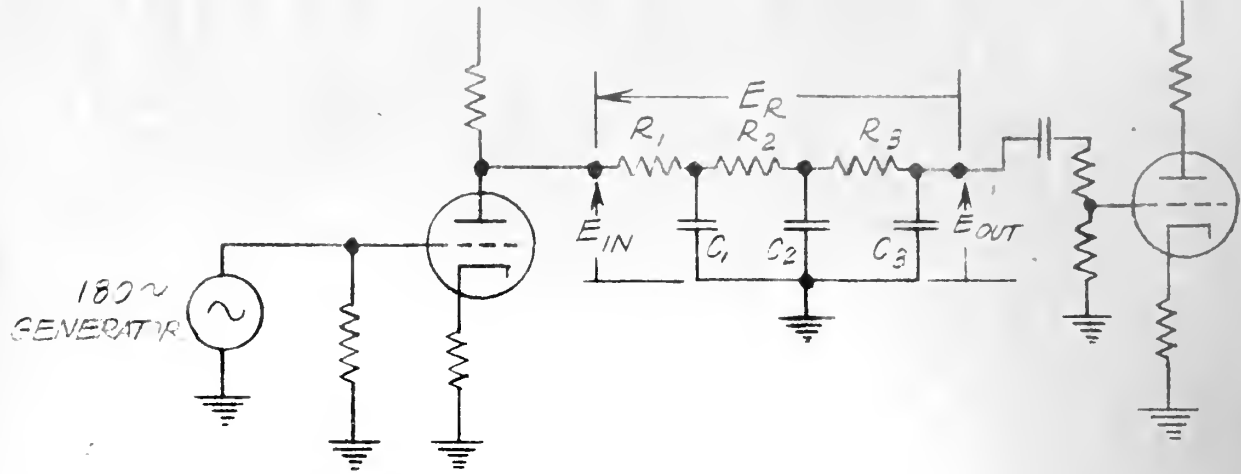 E_R
R_1
R_2
R_3
E_IN
C_1
C_2
C_3
E_OUT
180~
GENERATOR